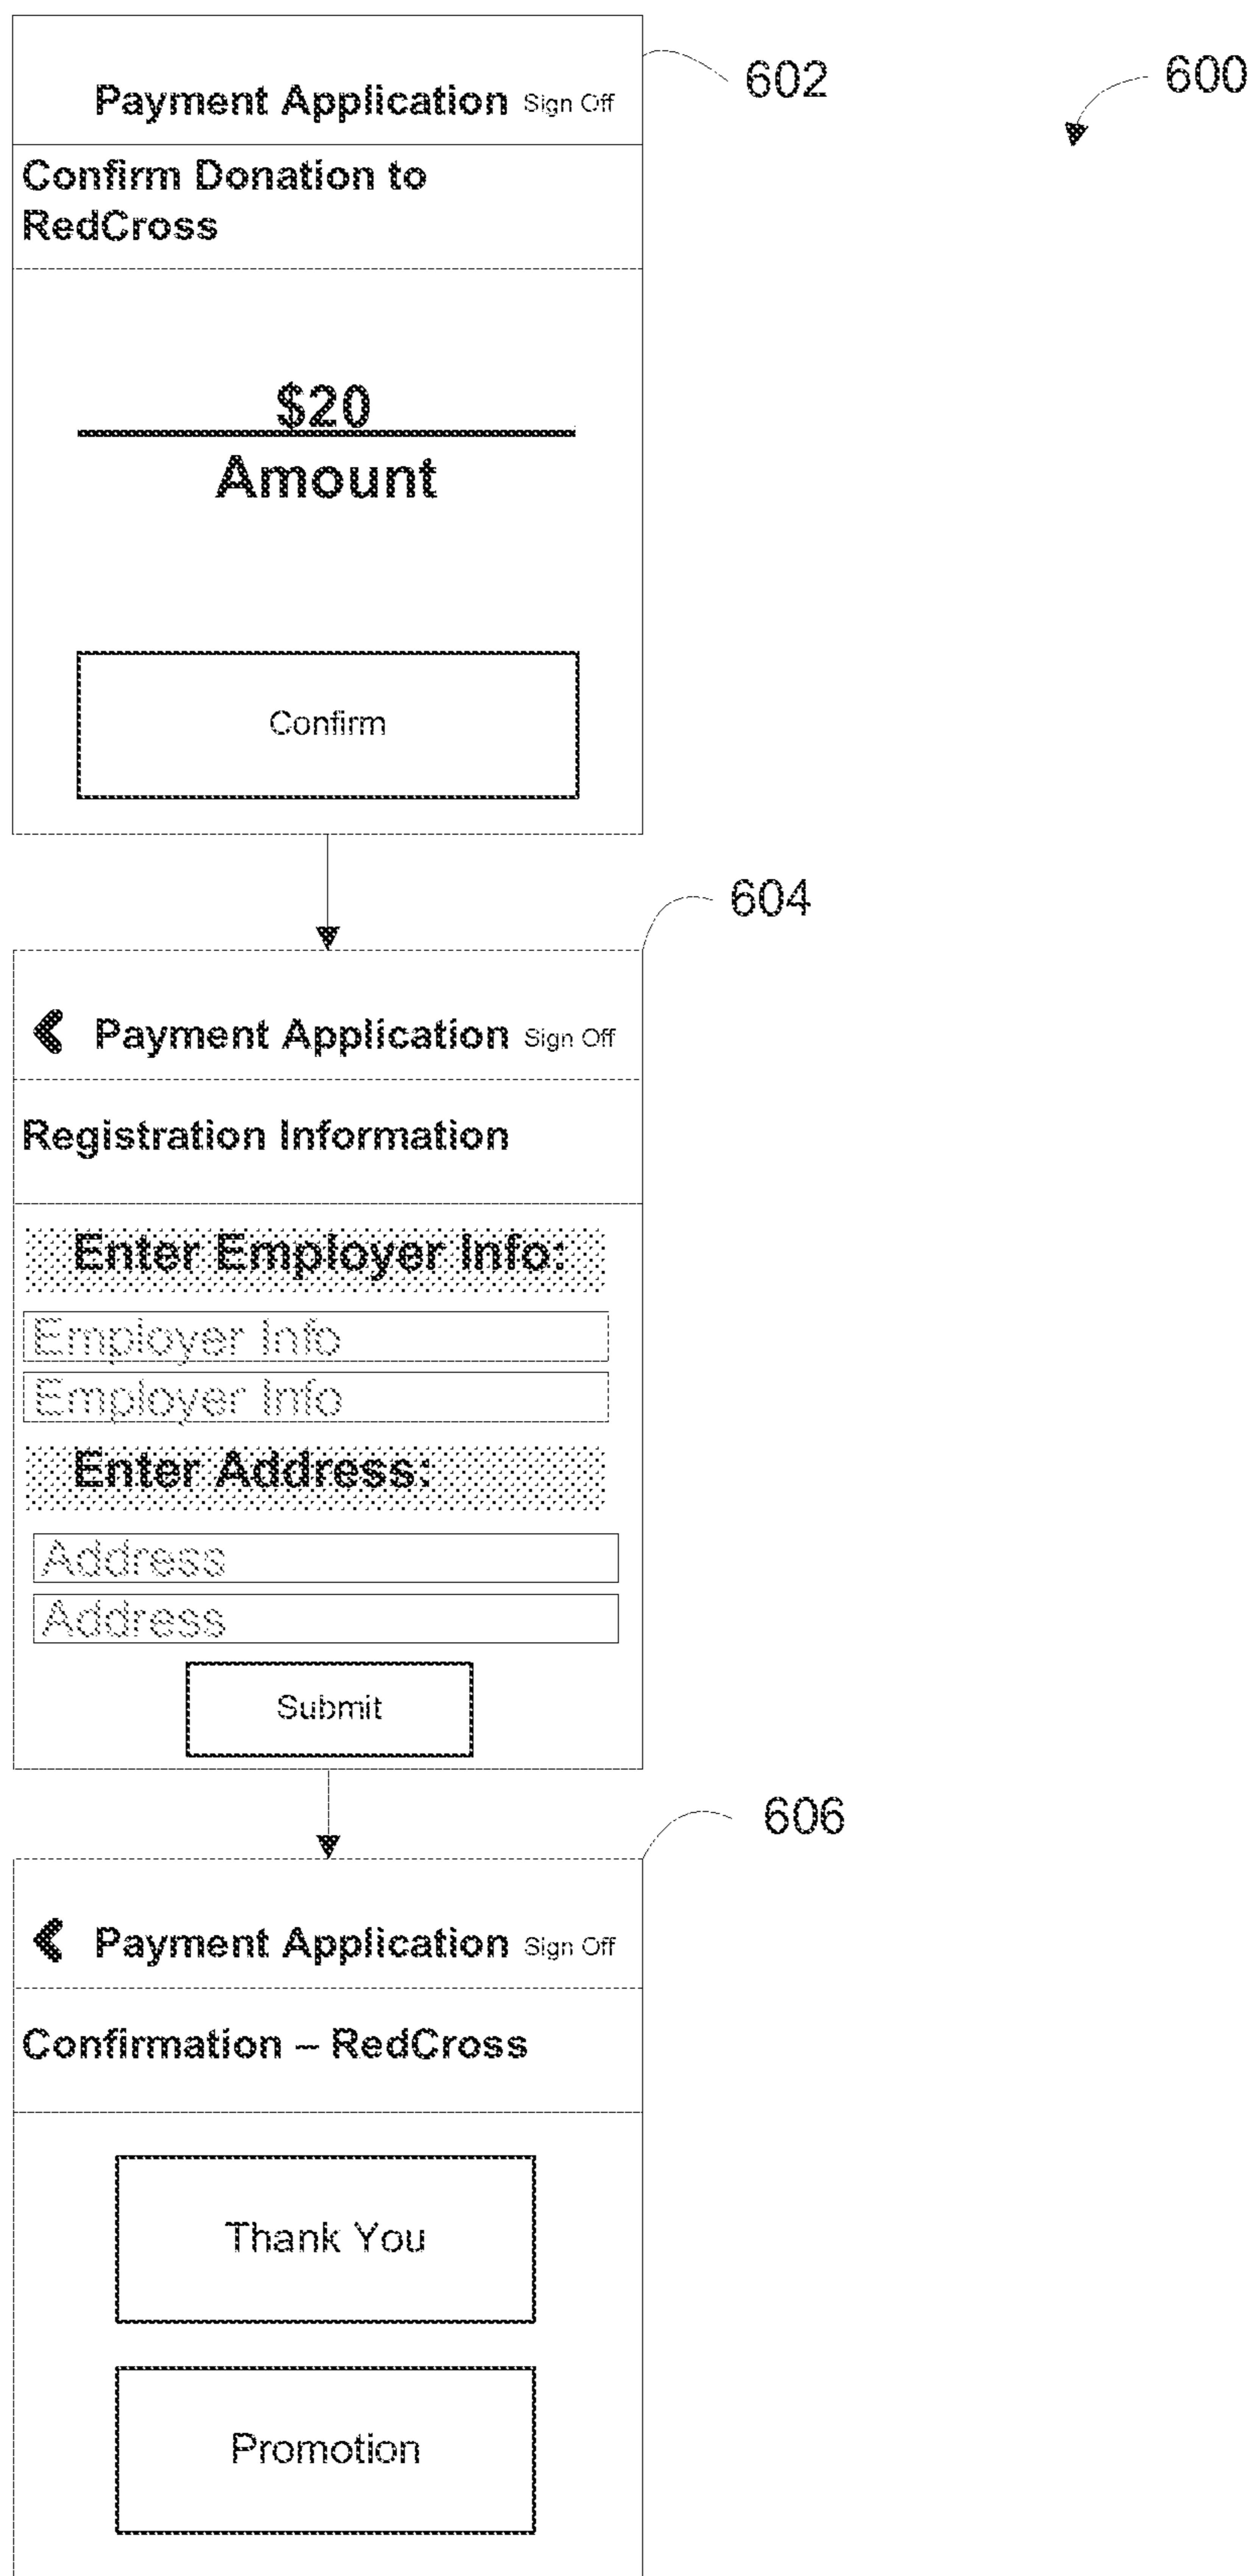 602
600
Payment Application Sign Off
Confirm Donation to
RedCross
$20
Amount
Confirm
604
Payment Application Sign Off
Registration Information
Enter Employer Info:
Employer Info
Employer Info
Enter Address:
Address
Address
Submit
606
Payment Application Sign Off
Confirmation – RedCross
Thank You
Promotion